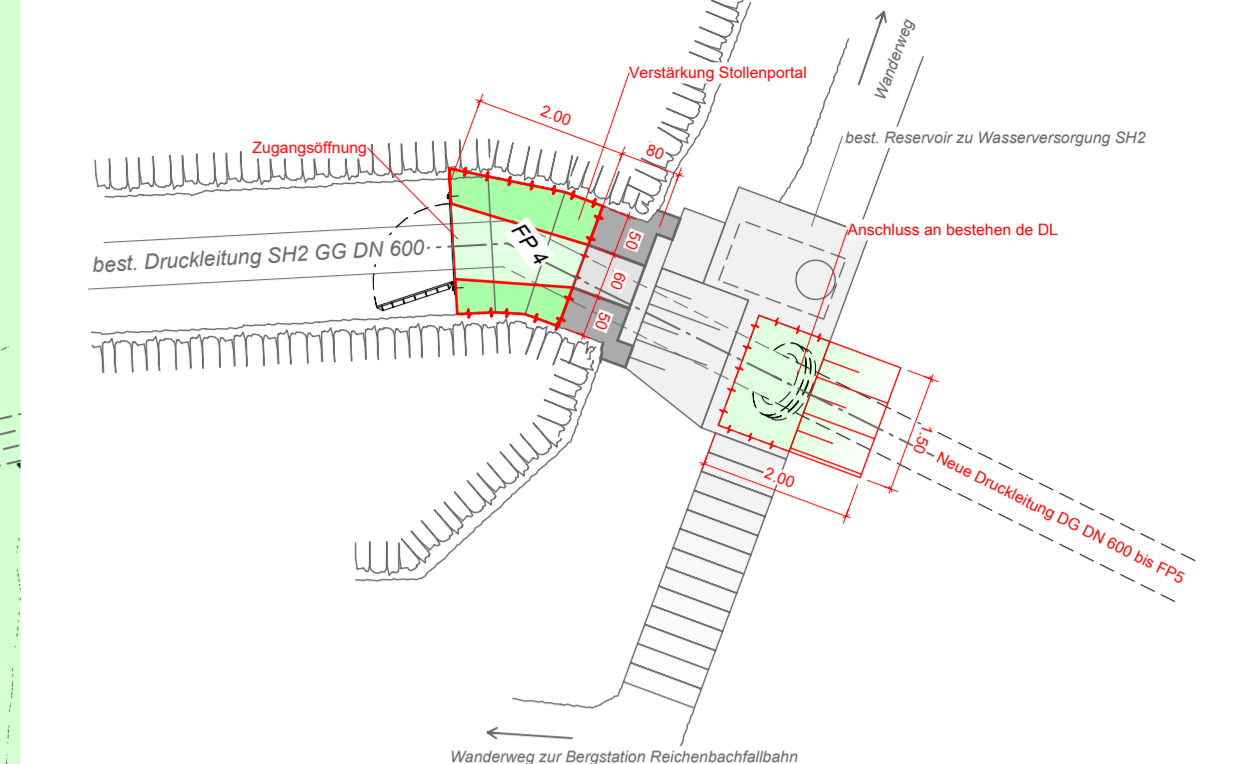 Wanderweg
Verstärkung Stollenportal
2.00
80
best. Reservoir zu Wasserversorgung SH2
Zugangsöffnung
Anschluss an bestehen de DL
best. Druckleitung SH2 GG DN 600
FP 4
50
60
50
1.50
2.00
Neue Druckleitung DG DN 600 bis FP5
Wanderweg zur Bergstation Reichenbachfallbahn